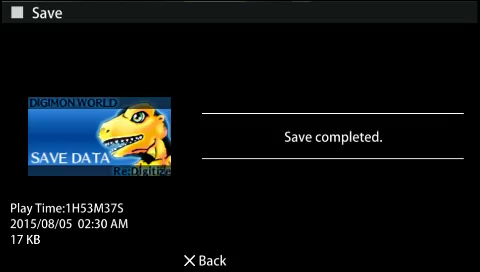 Save
DIGIMON WORLD
SAVE DATA
Re:Digitize
Save completed.
Play Time:1H53M37S
2015/08/05 02:30 AM
17 KB
Back